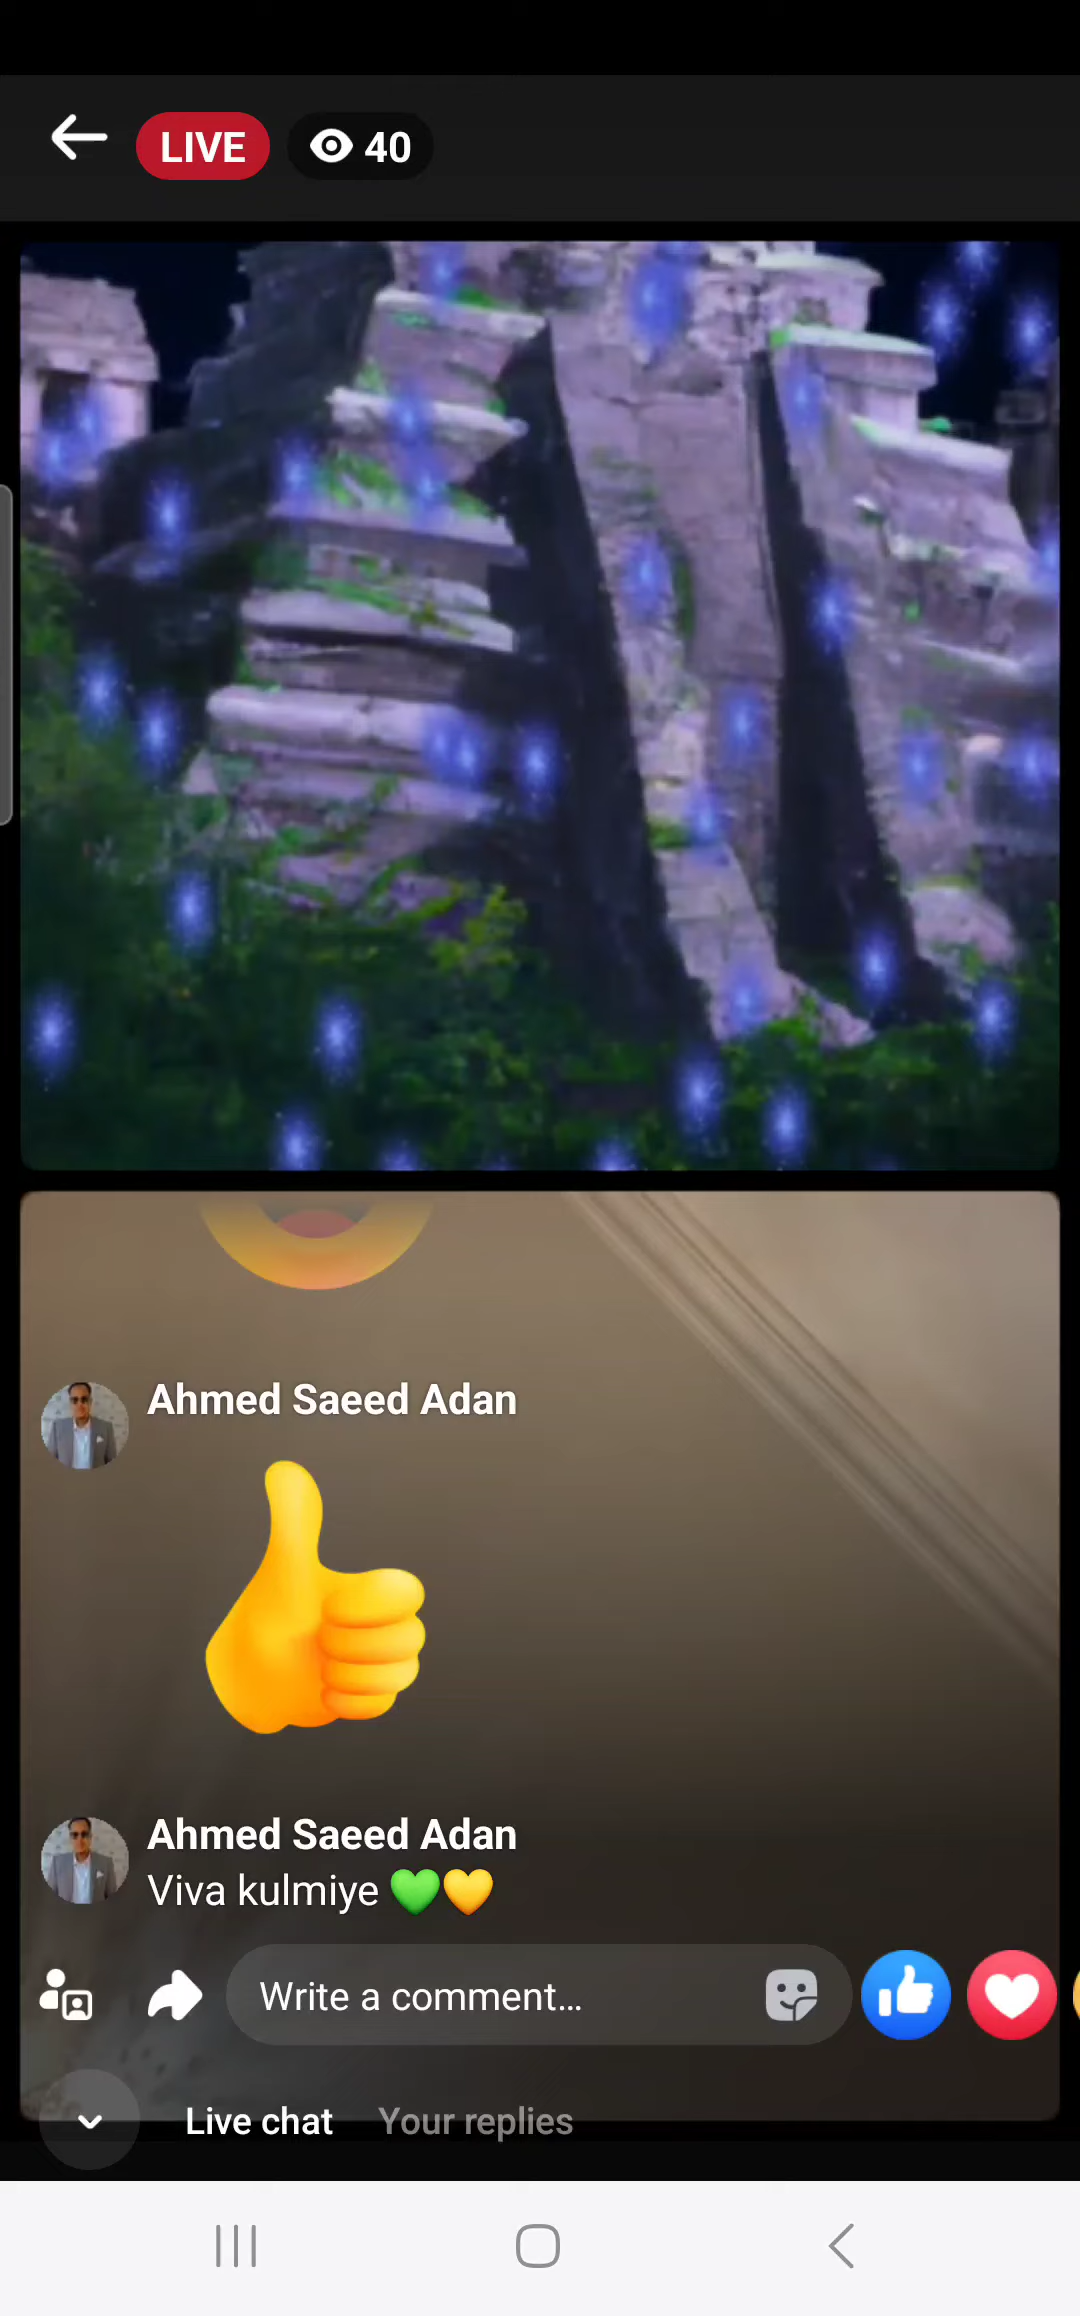 LIVE
40
Ahmed Saeed Adan
Ahmed Saeed Adan
Viva kulmiye 💚💛
Write a comment...
Live chat
Your replies